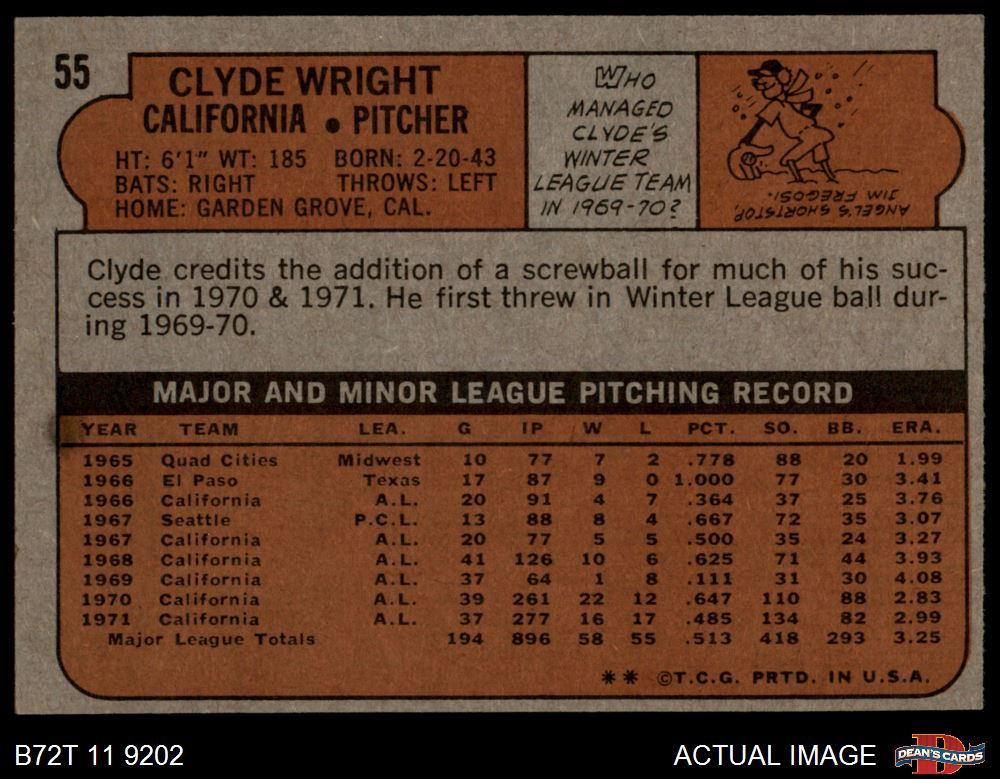 55
CLYDE WRIGHT
CALIFORNIA • PITCHER
HT: 6'1" WT: 185 BORN: 2-20-43
BATS: RIGHT THROWS: LEFT
HOME: GARDEN GROVE, CAL.
WHO
MANAGED
CLYDE'S
WINTER
LEAGUE TEAM
IN 1969-70?
ANGEL'S SHORTSTOP,
JIM FREGOSI.
Clyde credits the addition of a screwball for much of his suc-
cess in 1970 & 1971. He first threw in Winter League ball dur-
ing 1969-70.
MAJOR AND MINOR LEAGUE PITCHING RECORD
YEAR TEAM LEA. G IP W L PCT. SO. BB. ERA.
1965 Quad Cities Midwest 10 77 7 2 .778 88 20 1.99
1966 El Paso Texas 17 87 9 0 1.000 77 30 3.41
1966 California A.L. 20 91 4 7 .364 37 25 3.76
1967 Seattle P.C.L. 13 88 8 4 .667 72 35 3.07
1967 California A.L. 20 77 5 5 .500 35 24 3.27
1968 California A.L. 41 126 10 6 .625 71 44 3.93
1969 California A.L. 37 64 1 8 .111 31 30 4.08
1970 California A.L. 39 261 22 12 .647 110 88 2.83
1971 California A.L. 37 277 16 17 .485 134 82 2.99
Major League Totals 194 896 58 55 .513 418 293 3.25
** ©T.C.G. PRTD. IN U.S.A.
B72T 11 9202 ACTUAL IMAGE DEAN'S CARDS